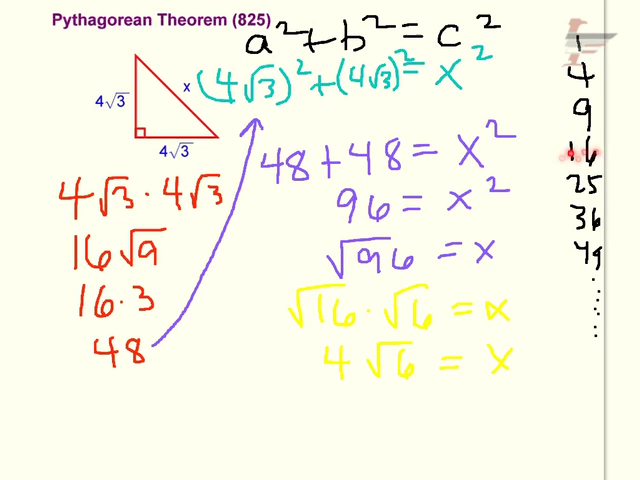 Pythagorean Theorem (825)
a² + b² = c²
4√3
x
4√3
(4√3)² + (4√3)² = x²
48 + 48 = x²
96 = x²
√96 = x
√16 · √6 = x
4√6 = x
4√3 · 4√3
16√9
16 · 3
48
1
4
9
16
25
36
49